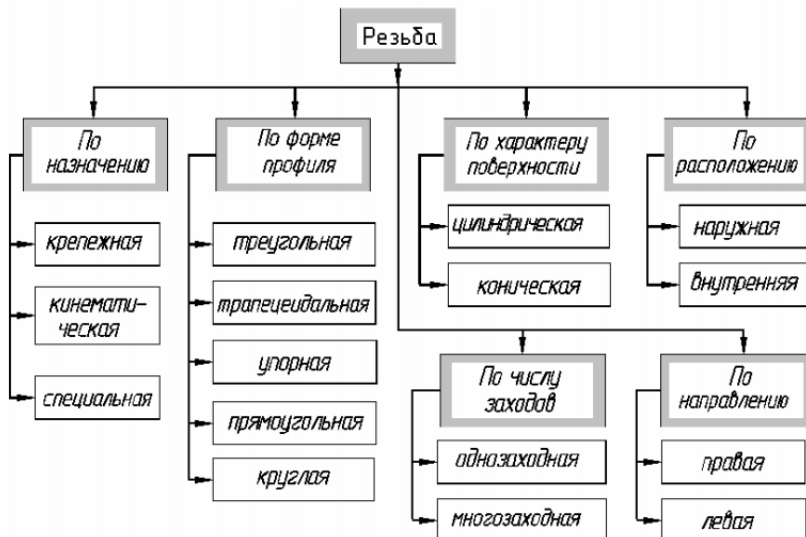 Резьба
По
назначению
крепежная
кинемати-
ческая
специальная
По форме
профиля
треугольная
трапецеидальная
упорная
прямоугольная
круглая
По характеру
поверхности
цилиндрическая
коническая
По
расположению
наружная
внутренняя
По числу
заходов
однозаходная
многозаходная
По
направлению
правая
левая